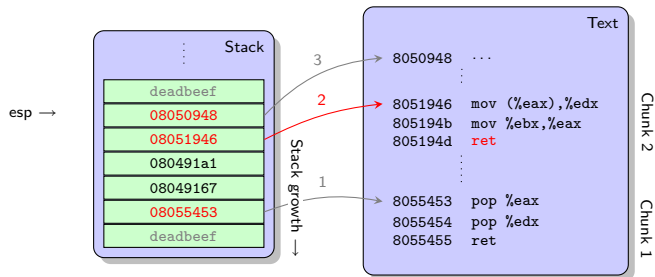 Stack
deadbeef
08050948
08051946
080491a1
08049167
08055453
deadbeef
esp →
Stack growth →
3
2
1
Text
8050948 ...
8051946 mov (%eax),%edx
805194b mov %ebx,%eax
805194d ret
8055453 pop %eax
8055454 pop %edx
8055455 ret
Chunk 2
Chunk 1